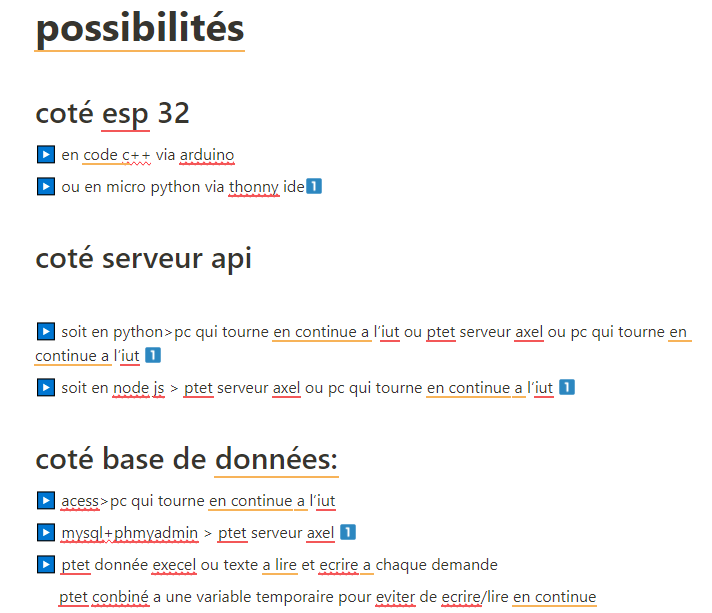 possibilités
coté esp 32
▶️ en code c++ via arduino
▶️ ou en micro python via thonny ide1️⃣
coté serveur api
▶️ soit en python>pc qui tourne en continue a l'iut ou ptet serveur axel ou pc qui tourne en
continue a l'iut 1️⃣
▶️ soit en node js > ptet serveur axel ou pc qui tourne en continue a l'iut 1️⃣
coté base de données:
▶️ acess>pc qui tourne en continue a l'iut
▶️ mysql+phmyadmin > ptet serveur axel 1️⃣
▶️ ptet donnée execel ou texte a lire et ecrire a chaque demande
ptet conbiné a une variable temporaire pour eviter de ecrire/lire en continue